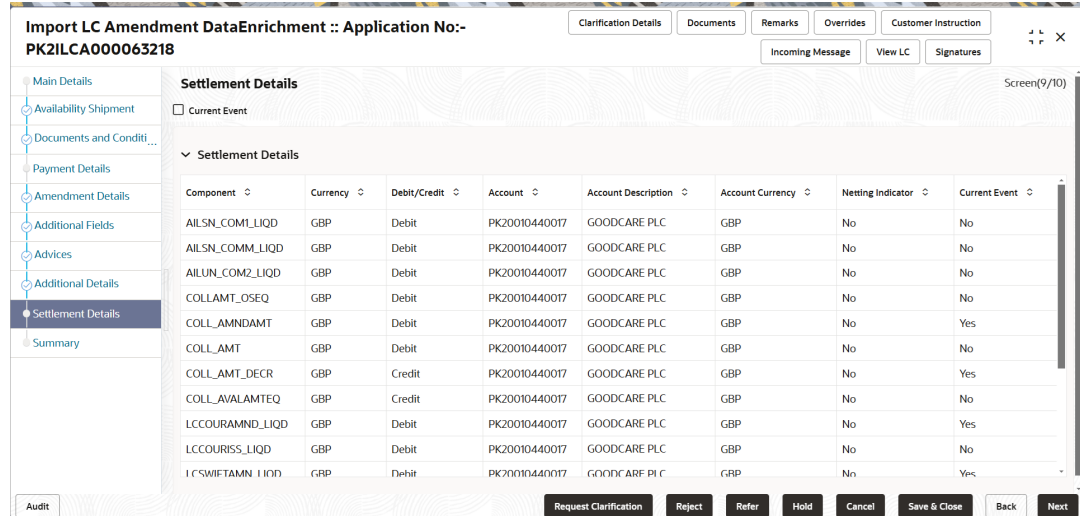 Import LC Amendment DataEnrichment :: Application No:- PK2ILCA000063218
Clarification Details Documents Remarks Overrides Customer Instruction
Incoming Message View LC Signatures
Main Details
Availability Shipment
Documents and Conditi...
Payment Details
Amendment Details
Additional Fields
Advices
Additional Details
Settlement Details
Summary
Settlement Details Screen(9/10)
Current Event
Settlement Details
Component Currency Debit/Credit Account Account Description Account Currency Netting Indicator Current Event
AILSN_COM1_LIQD GBP Debit PK20010440017 GOODCARE PLC GBP No No
AILSN_COMM_LIQD GBP Debit PK20010440017 GOODCARE PLC GBP No No
AILUN_COM2_LIQD GBP Debit PK20010440017 GOODCARE PLC GBP No No
COLLAMT_OSEQ GBP Debit PK20010440017 GOODCARE PLC GBP No No
COLL_AMNDAMT GBP Debit PK20010440017 GOODCARE PLC GBP No Yes
COLL_AMT GBP Debit PK20010440017 GOODCARE PLC GBP No No
COLL_AMT_DECR GBP Credit PK20010440017 GOODCARE PLC GBP No Yes
COLL_AVALAMTEQ GBP Credit PK20010440017 GOODCARE PLC GBP No No
LCCOURAMND_LIQD GBP Debit PK20010440017 GOODCARE PLC GBP No Yes
LCCOURISS_LIQD GBP Debit PK20010440017 GOODCARE PLC GBP No No
LCSWIFTAMN_LIQD GBP Debit PK20010440017 GOODCARE PLC GBP No Yes
Audit Request Clarification Reject Refer Hold Cancel Save & Close Back Next